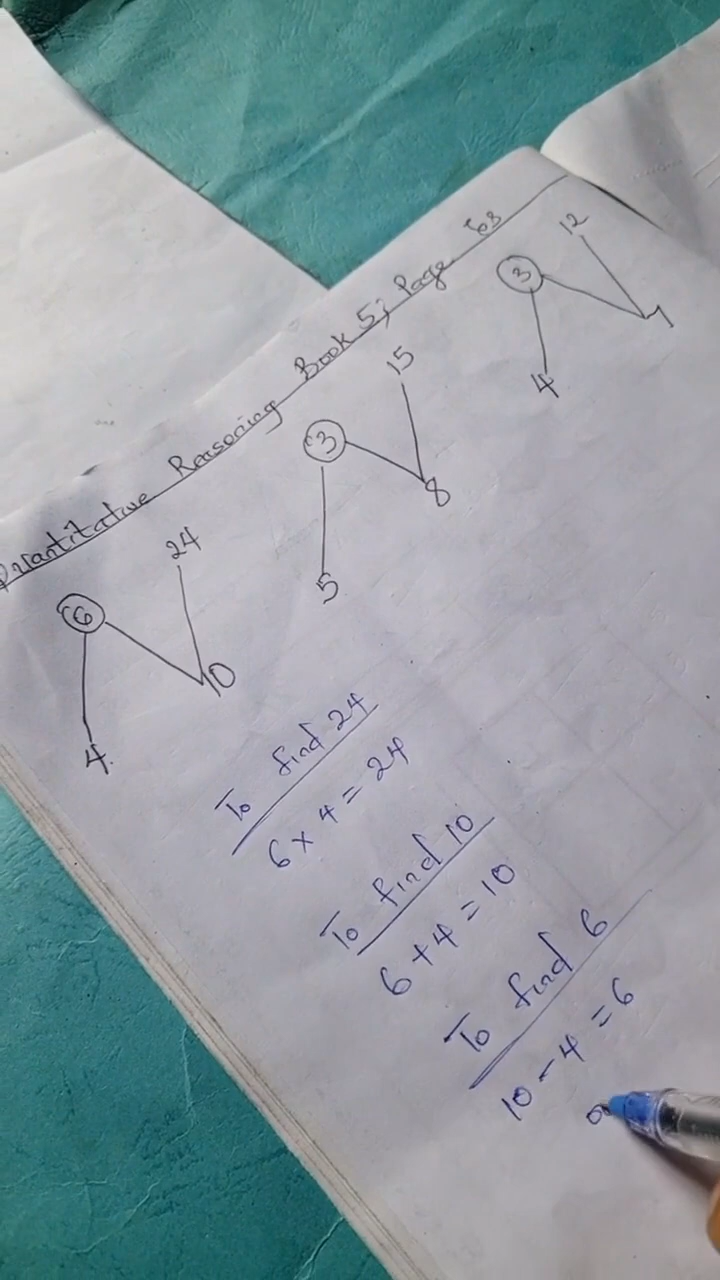 Quantitative Reasoning Book 5; Page
6
24
10
4
3
15
8
5
3
12
7
4
To find 24
6 x 4 = 24
To find 10
6 + 4 = 10
To find 6
10 - 4 = 6